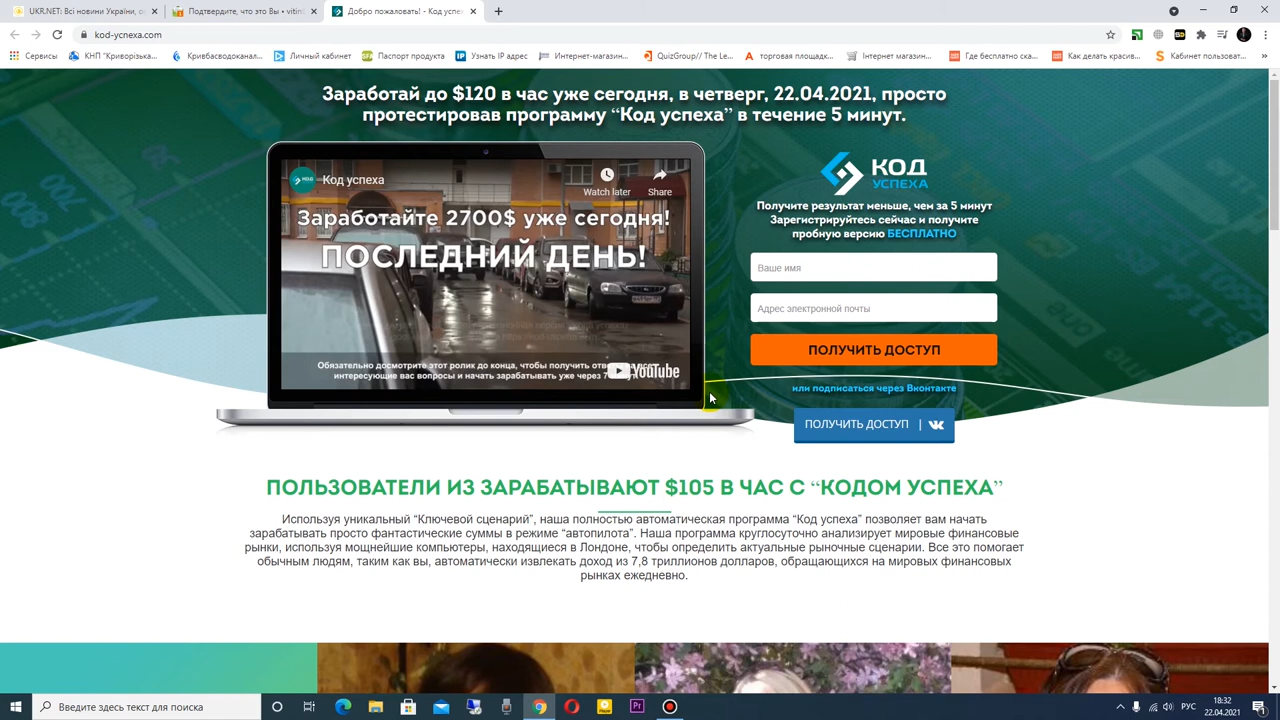 UKR.NET: Всі новини України, ос
Подтвердите, что это Вы • vitin
Добро пожаловать! - Код успех
kod-ycnexa.com
Сервисы
КНП "Криворізька...
Кривбасводоканал...
Личный кабинет
Паспорт продукта
Узнать IP адрес
Интернет-магазин...
QuizGroup// The Le...
торговая площадк...
Інтернет магазин...
Где бесплатно ска...
Как делать красив...
Кабинет пользоват...
Заработай до $120 в час уже сегодня, в четверг, 22.04.2021, просто
протестировав программу “Код успеха” в течение 5 минут.
Код успеха
Watch later
Share
Заработайте 2700$ уже сегодня!
ПОСЛЕДНИЙ ДЕНЬ!
Обязательно досмотрите этот ролик до конца, чтобы получить
интересующие вас вопросы и начать зарабатывать уже через 7
YouTube
КОД
УСПЕХА
Получите результат меньше, чем за 5 минут
Зарегистрируйтесь сейчас и получите
пробную версию БЕСПЛАТНО
Ваше имя
Адрес электронной почты
ПОЛУЧИТЬ ДОСТУП
или подписаться через Вконтакте
ПОЛУЧИТЬ ДОСТУП |
ПОЛЬЗОВАТЕЛИ ИЗ ЗАРАБАТЫВАЮТ $105 В ЧАС С “КОДОМ УСПЕХА”
Используя уникальный “Ключевой сценарий”, наша полностью автоматическая программа “Код успеха” позволяет вам начать
зарабатывать просто фантастические суммы в режиме “автопилота”. Наша программа круглосуточно анализирует мировые финансовые
рынки, используя мощнейшие компьютеры, находящиеся в Лондоне, чтобы определить актуальные рыночные сценарии. Все это помогает
обычным людям, таким как вы, автоматически извлекать доход из 7,8 триллионов долларов, обращающихся на мировых финансовых
рынках ежедневно.
Введите здесь текст для поиска
РУС
18:32
22.04.2021